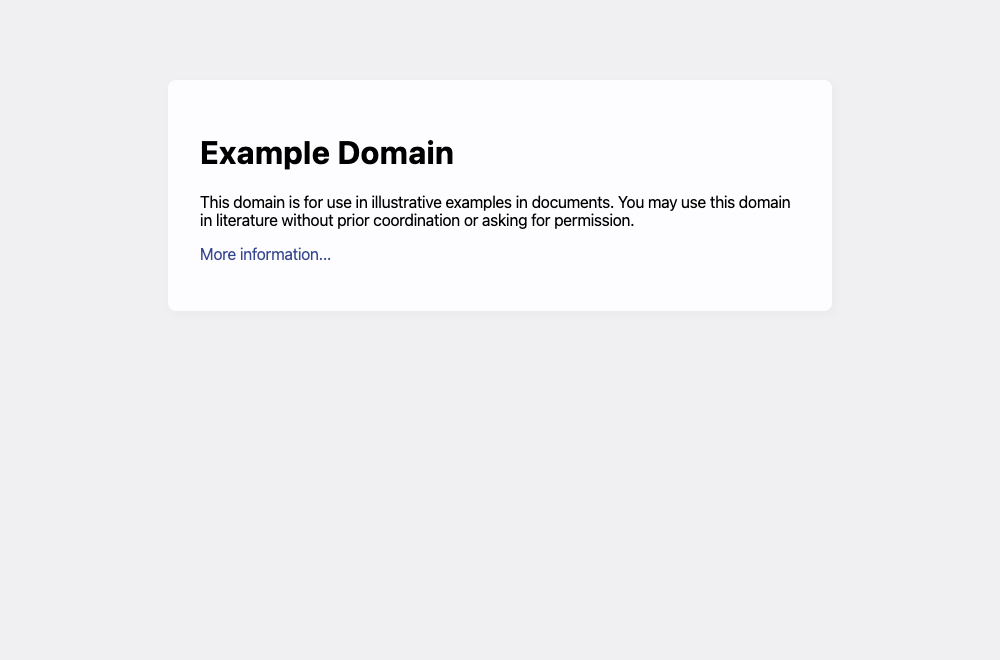 Example Domain
This domain is for use in illustrative examples in documents. You may use this domain
in literature without prior coordination or asking for permission.
More information...